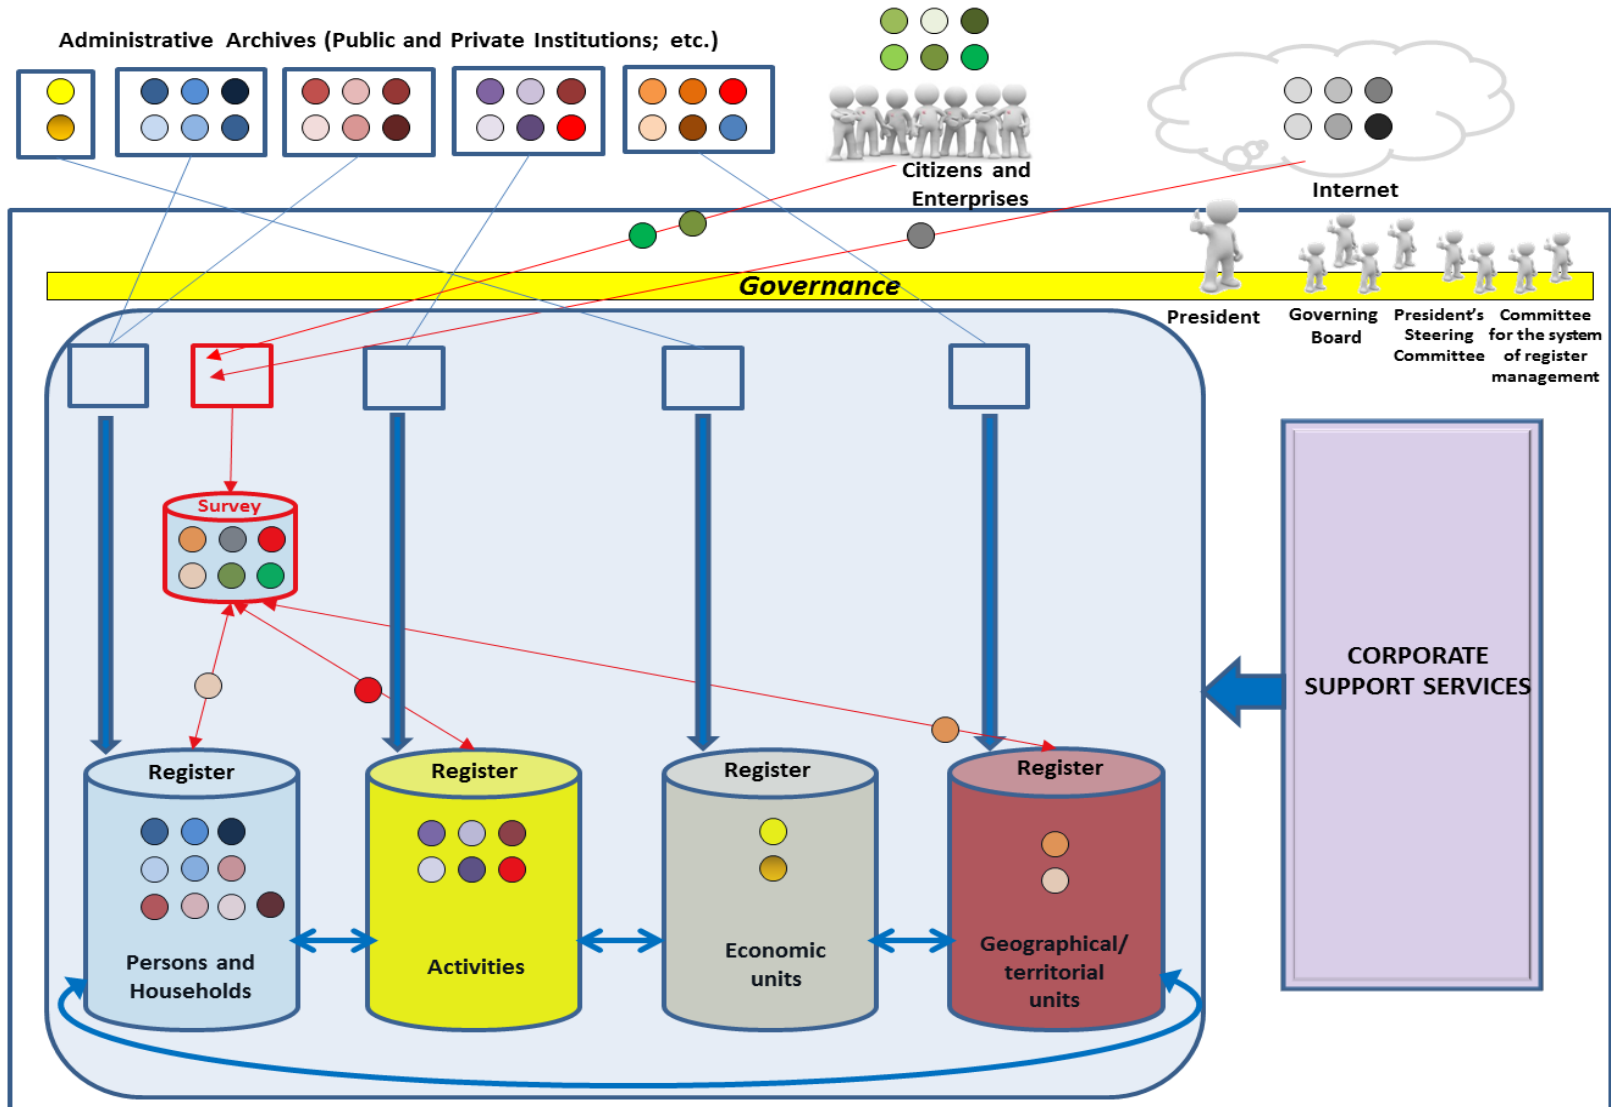 Administrative Archives (Public and Private Institutions; etc.)
Citizens and
Enterprises
Internet
Governance
President
Governing
Board
President's
Steering
Committee
Committee
for the system
of register
management
Survey
CORPORATE
SUPPORT SERVICES
Register
Persons and
Households
Register
Activities
Register
Economic
units
Register
Geographical/
territorial
units